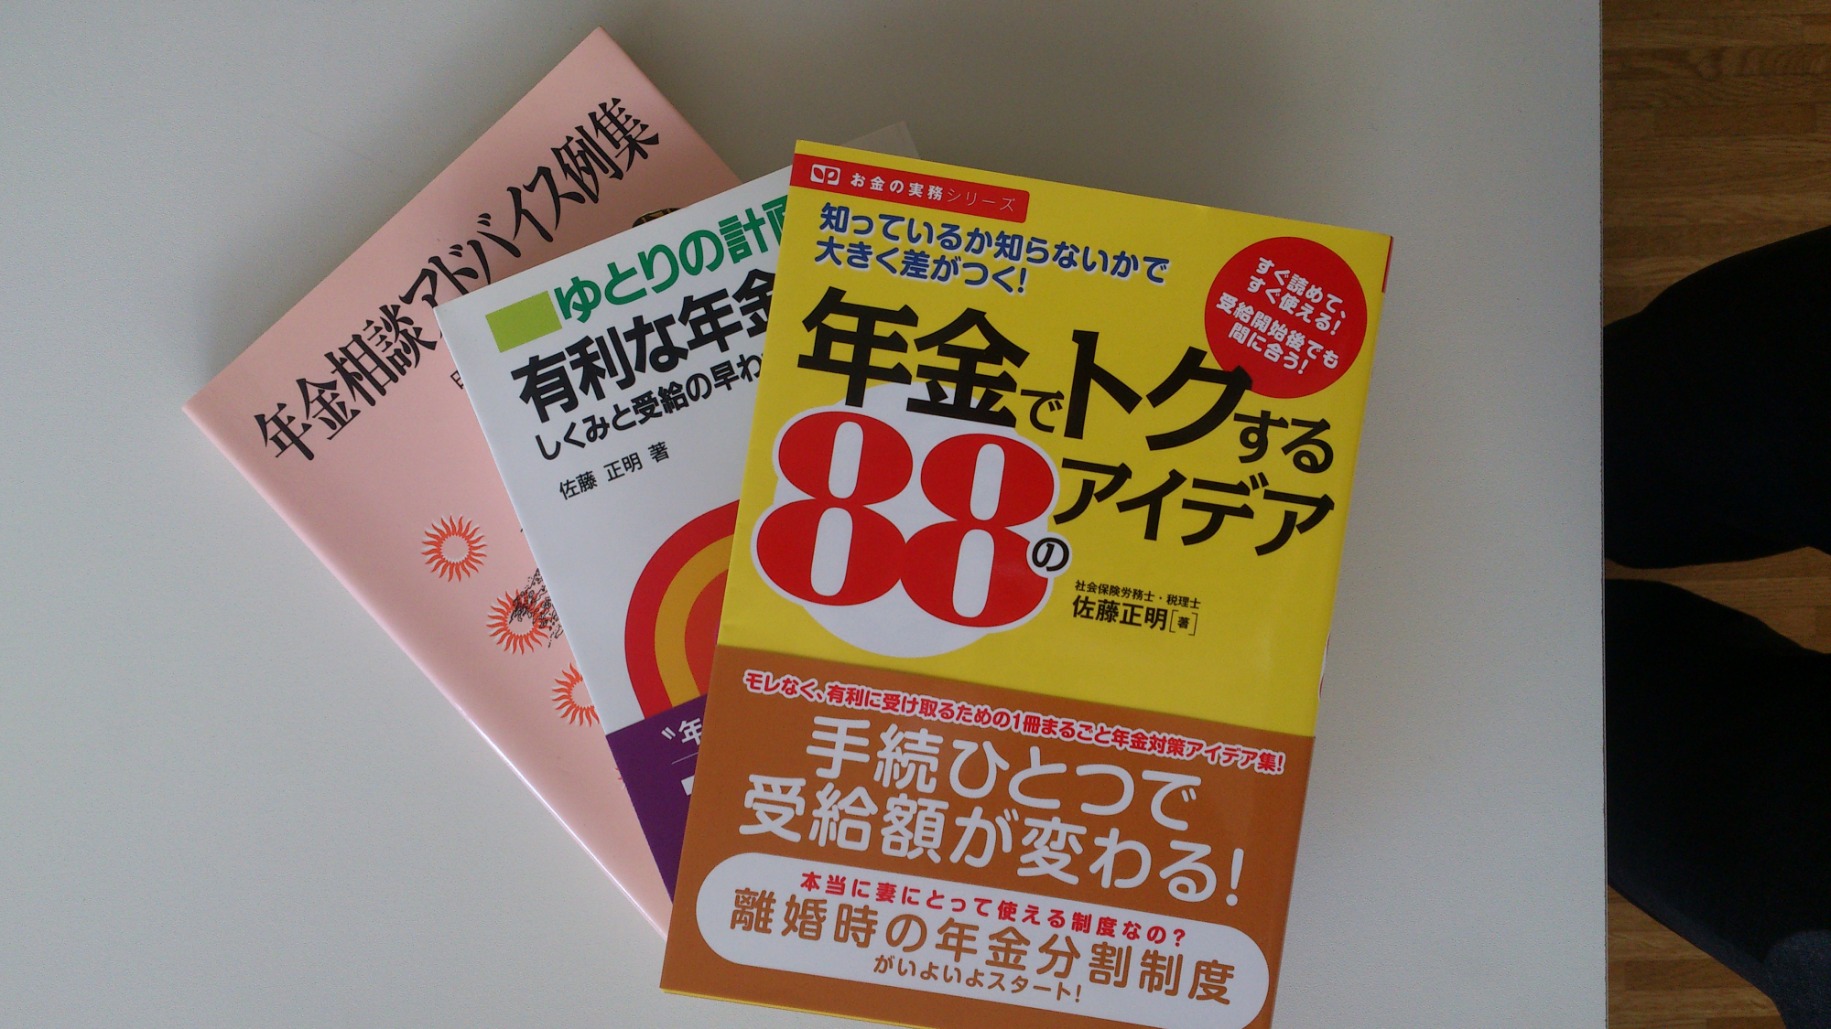 年金相談アドバイス例集
ゆとりの計画
有利な年金
しくみと受給の早わ
佐藤 正明 著
〝年
お金の実務シリーズ
知っているか知らないかで
大きく差がつく!
すぐ読めて、
すぐ使える!
受給開始後でも
間に合う!
年金でトクする
88の
アイデア
社会保険労務士・税理士
佐藤正明[著]
モレなく、有利に受け取るための1冊まるごと年金対策アイデア集!
手続ひとつで
受給額が変わる!
本当に妻にとって使える制度なの?
離婚時の年金分割制度
がいよいよスタート!